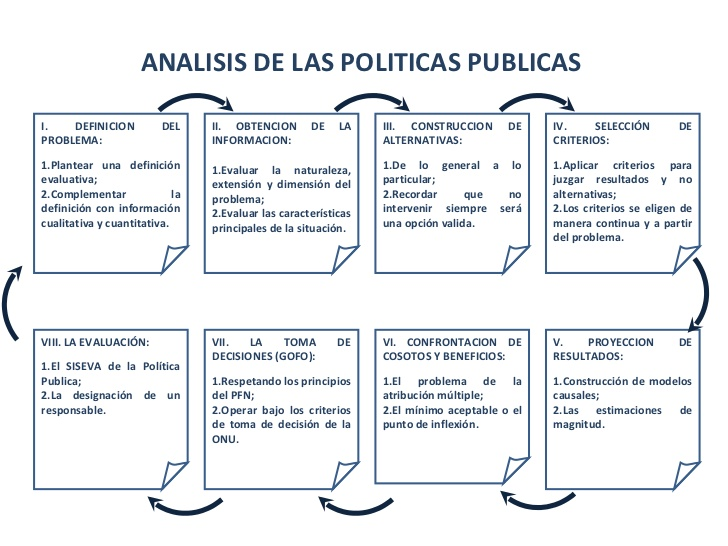 ANALISIS DE LAS POLITICAS PUBLICAS
I. DEFINICION DEL
PROBLEMA:
1.Plantear una definición
evaluativa;
2.Complementar la
definición con información
cualitativa y cuantitativa.
II. OBTENCION DE LA
INFORMACION:
1.Evaluar la naturaleza,
extensión y dimensión del
problema;
2.Evaluar las características
principales de la situación.
III. CONSTRUCCION DE
ALTERNATIVAS:
1.De lo general a lo
particular;
2.Recordar que no
intervenir siempre será
una opción valida.
IV. SELECCIÓN DE
CRITERIOS:
1.Aplicar criterios para
juzgar resultados y no
alternativas;
2.Los criterios se eligen de
manera continua y a partir
del problema.
V. PROYECCION DE
RESULTADOS:
1.Construcción de modelos
causales;
2.Las estimaciones de
magnitud.
VI. CONFRONTACION DE
COSOTOS Y BENEFICIOS:
1.El problema de la
atribución múltiple;
2.El mínimo aceptable o el
punto de inflexión.
VII. LA TOMA DE
DECISIONES (GOFO):
1.Respetando los principios
del PFN;
2.Operar bajo los criterios
de toma de decisión de la
ONU.
VIII. LA EVALUACIÓN:
1.El SISEVA de la Política
Publica;
2.La designación de un
responsable.